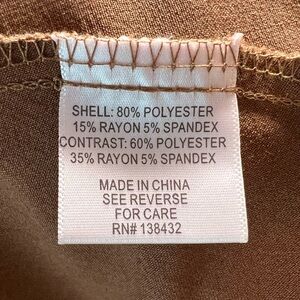 SHELL: 80% POLYESTER
15% RAYON 5% SPANDEX
CONTRAST: 60% POLYESTER
35% RAYON 5% SPANDEX
MADE IN CHINA
SEE REVERSE
FOR CARE
RN# 138432